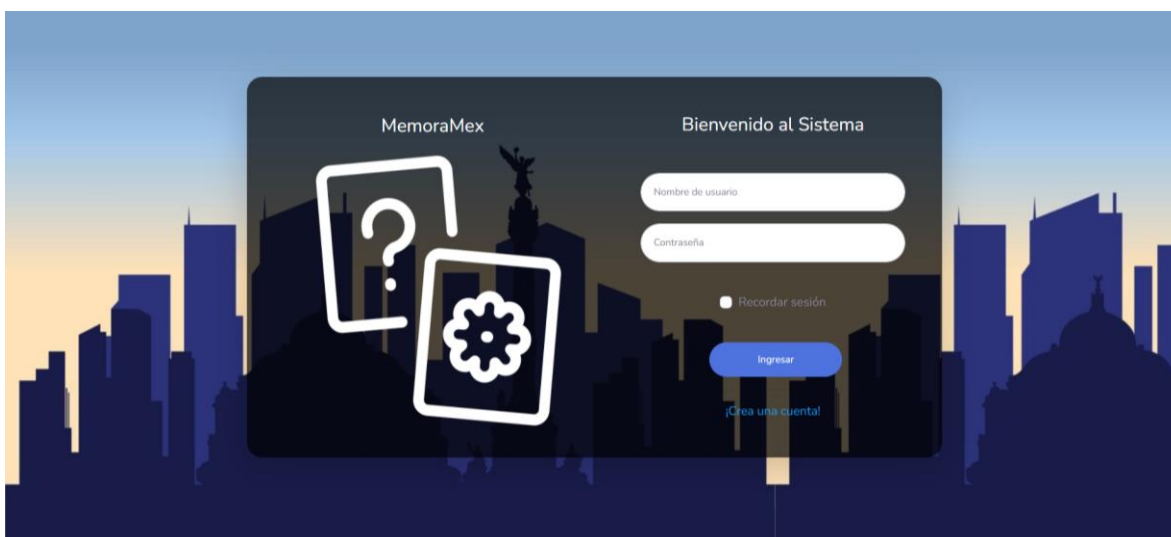 MemoraMex
Bienvenido al Sistema
Nombre de usuario
Contraseña
Recordar sesión
Ingresar
¡Crea una cuenta!